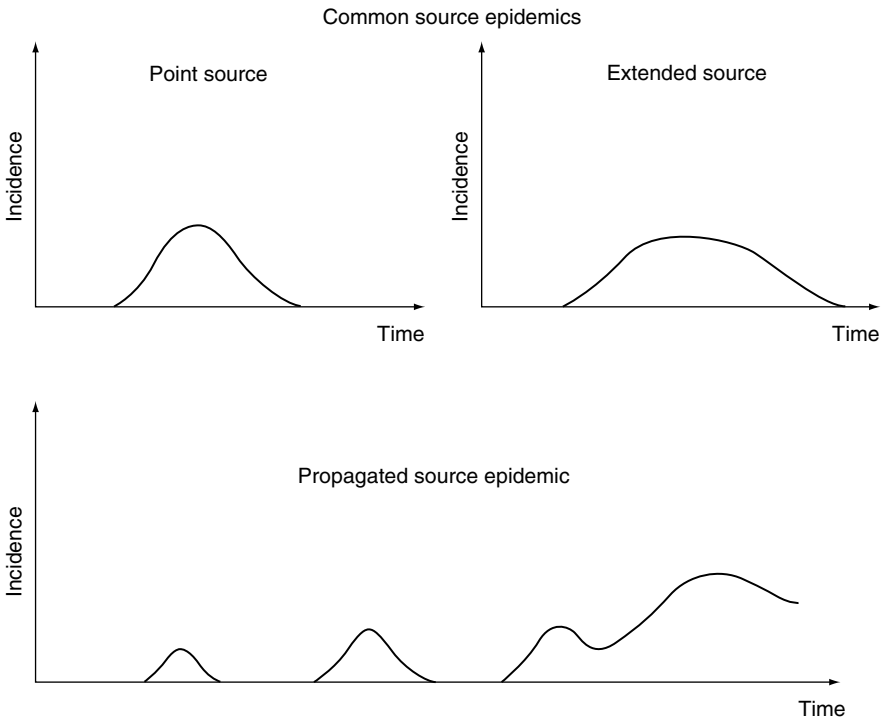 Common source epidemics
Point source
Incidence
Time
Extended source
Incidence
Time
Propagated source epidemic
Incidence
Time